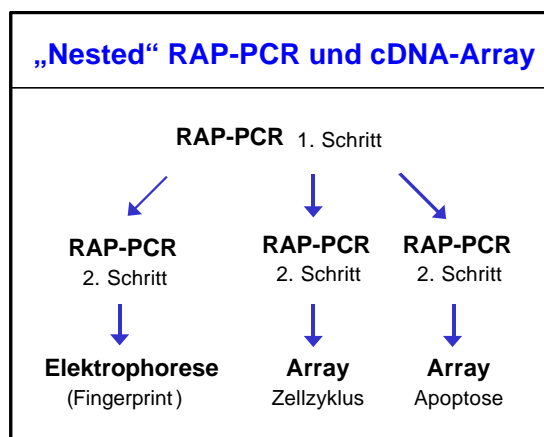 „Nested“ RAP-PCR und cDNA-Array
RAP-PCR 1. Schritt
RAP-PCR RAP-PCR RAP-PCR
2. Schritt 2. Schritt 2. Schritt
Elektrophorese Array Array
(Fingerprint) Zellzyklus Apoptose